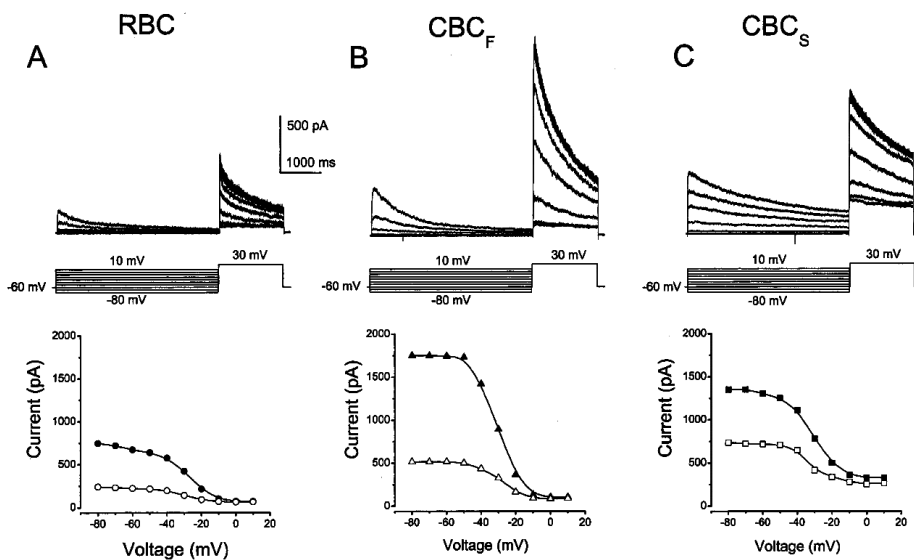 RBC
CBC_F
CBC_S
A
B
C
500 pA
1000 ms
10 mV
30 mV
-60 mV
-80 mV
10 mV
30 mV
-60 mV
-80 mV
10 mV
30 mV
-60 mV
-80 mV
2000
1500
1000
500
0
Current (pA)
-80 -60 -40 -20 0 20
Voltage (mV)
2000
1500
1000
500
0
Current (pA)
-80 -60 -40 -20 0 20
Voltage (mV)
2000
1500
1000
500
0
Current (pA)
-80 -60 -40 -20 0 20
Voltage (mV)